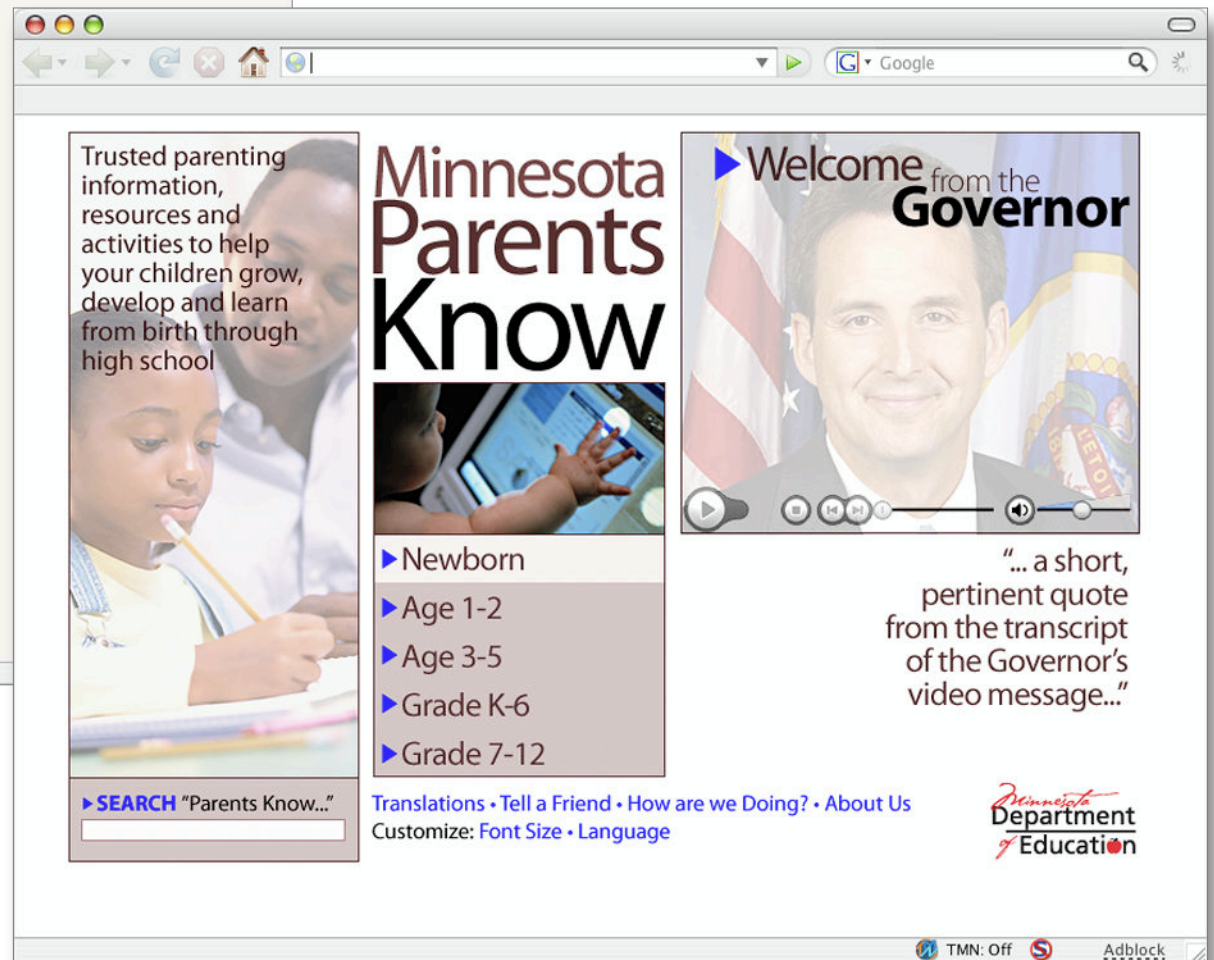 Google
Trusted parenting
information,
resources and
activities to help
your children grow,
develop and learn
from birth through
high school
SEARCH "Parents Know..."
Minnesota
Parents
Know
Newborn
Age 1-2
Age 3-5
Grade K-6
Grade 7-12
Welcome from the
Governor
"... a short,
pertinent quote
from the transcript
of the Governor's
video message..."
Translations • Tell a Friend • How are we Doing? • About Us
Customize: Font Size • Language
Minnesota
Department
of Education
TMN: Off
Adblock